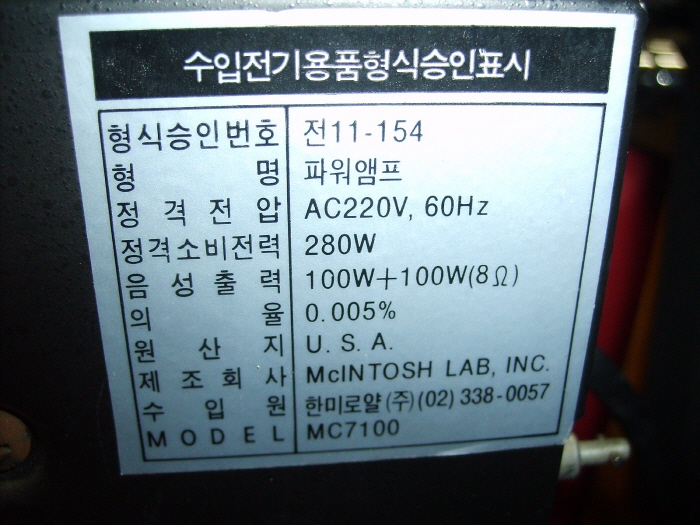 수입전기용품형식승인표시
형식승인번호 전11-154
형 명 파워앰프
정 격 전 압 AC220V, 60Hz
정격소비전력 280W
음 성 출 력 100W+100W(8Ω)
의 율 0.005%
원 산 지 U. S. A.
제 조 회 사 McINTOSH LAB, INC.
수 입 원 한미로얄 (주) (02) 338-0057
M O D E L MC7100